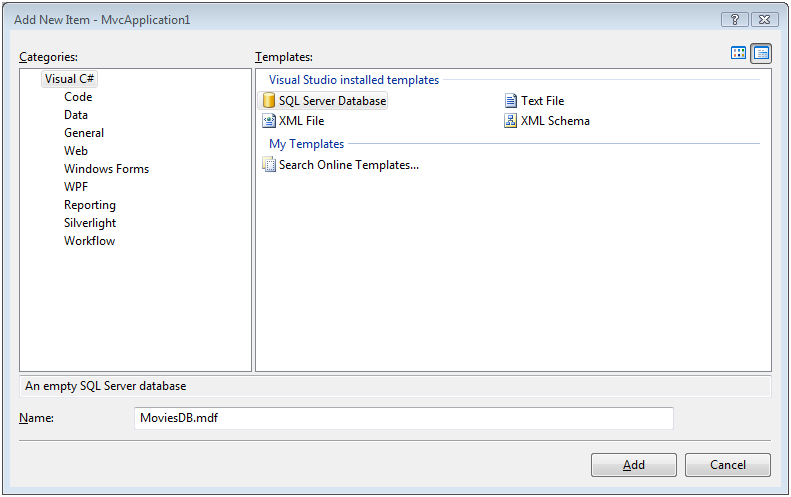 Add New Item - MvcApplication1
Categories:
Templates:
Visual C#
Code
Data
General
Web
Windows Forms
WPF
Reporting
Silverlight
Workflow
Visual Studio installed templates
SQL Server Database
Text File
XML File
XML Schema
My Templates
Search Online Templates...
An empty SQL Server database
Name:
MoviesDB.mdf
Add
Cancel